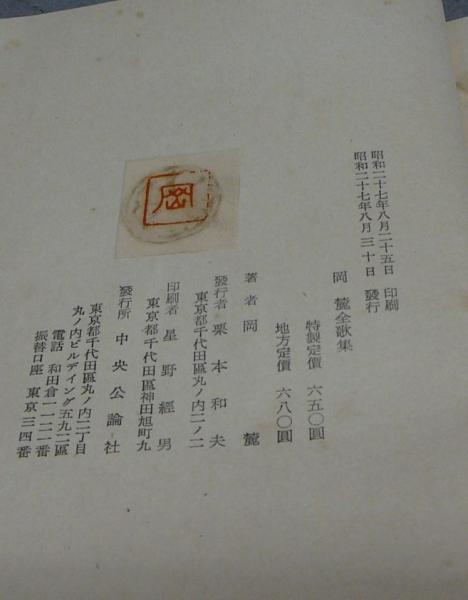 昭和二十七年八月二十五日 印刷
昭和二十七年八月三十日 發行
岡麓全歌集
特製定價 六五〇圓
地方定價 六八〇圓
著者 岡麓
發行者 栗本和夫
東京都千代田區丸ノ內二ノ二
印刷者 星野經男
東京都千代田區神田旭町九
發行所 中央公論社
東京都千代田區丸ノ內二丁目
丸ノ內ビルデイング五九二區
電話 和田倉一一二一番
振替口座 東京三四番
岡